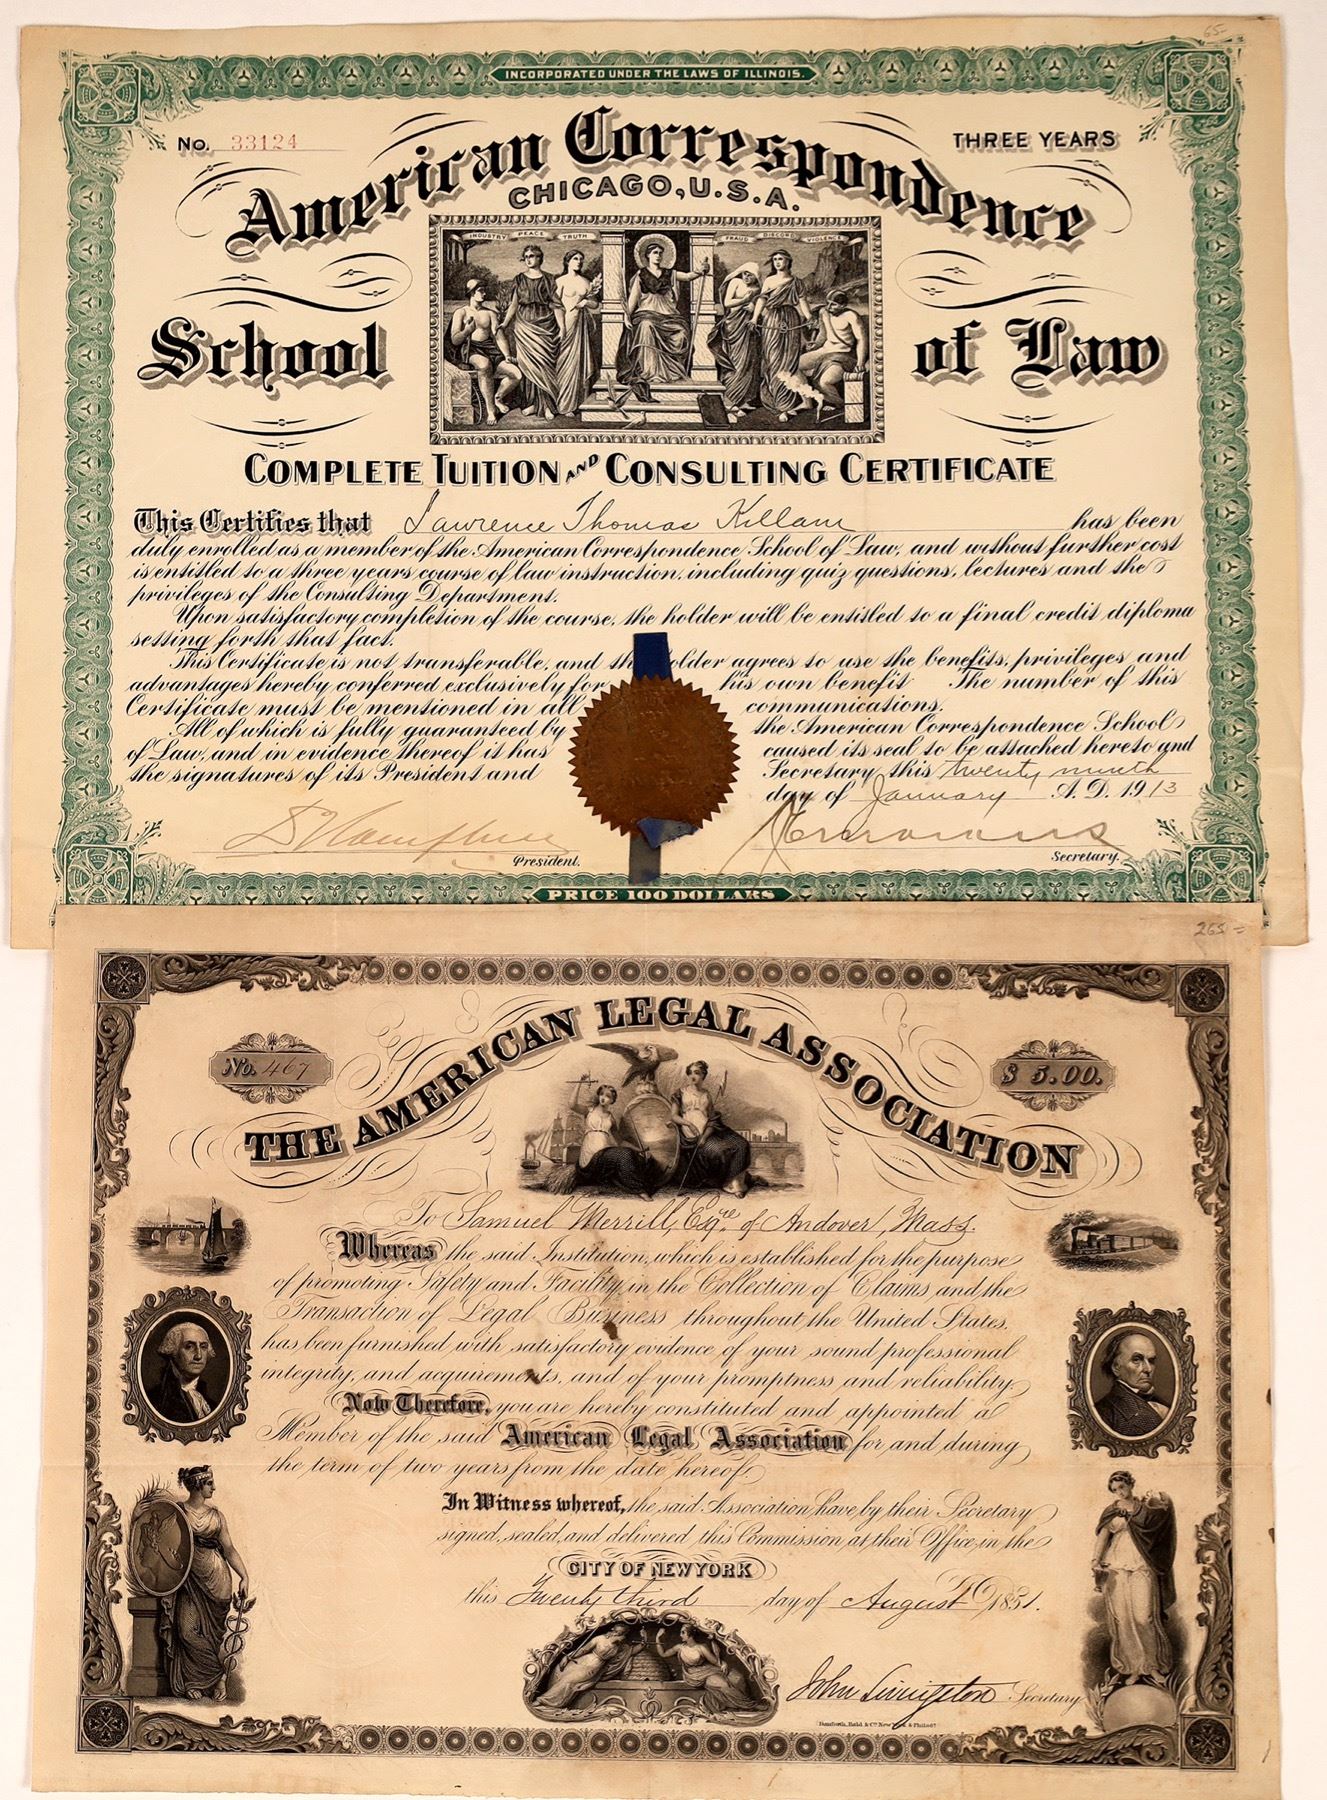 65-
INCORPORATED UNDER THE LAWS OF ILLINOIS.
No. 33124
THREE YEARS
American Correspondence
CHICAGO, U.S.A.
INDUSTRY PEACE TRUTH FRAUD DISCORD VIOLENCE
School of Law
COMPLETE TUITION AND CONSULTING CERTIFICATE
This Certifies that Lawrence Thomas Killam has been
duly enrolled as a member of the American Correspondence School of Law, and without further cost
is entitled to a three years course of law instruction, including quiz questions, lectures and the
privileges of the Consulting Department.
Upon satisfactory completion of the course, the holder will be entitled to a final credit diploma
setting forth that fact.
This Certificate is not transferable, and the holder agrees to use the benefits, privileges and
advantages hereby conferred exclusively for his own benefit The number of this
Certificate must be mentioned in all communications.
All of which is fully guaranteed by the American Correspondence School
of Law, and in evidence thereof it has caused its seal to be attached hereto and
the signatures of its President and Secretary this twenty ninth
day of January A.D. 1913
President.
Secretary.
PRICE 100 DOLLARS
265=
THE AMERICAN LEGAL ASSOCIATION
No. 467
$ 5.00.
To Samuel Merrill, Esqre. of Andover, Mass.
Whereas the said Institution, which is established for the purpose
of promoting Safety and Facility in the Collection of Claims and the
Transaction of Legal Business throughout the United States,
has been furnished with satisfactory evidence of your sound professional
integrity, and acquirements, and of your promptness and reliability.
Now Therefore, you are hereby constituted and appointed a
Member of the said American Legal Association for and during
the term of two years from the date hereof.
In Witness whereof, the said Association have by their Secretary
signed, sealed, and delivered this Commission at their Office, in the
CITY OF NEW YORK
this Twenty third day of August 1851.
John Livingston Secretary
Danforth, Bald & Co. New York & Philada.